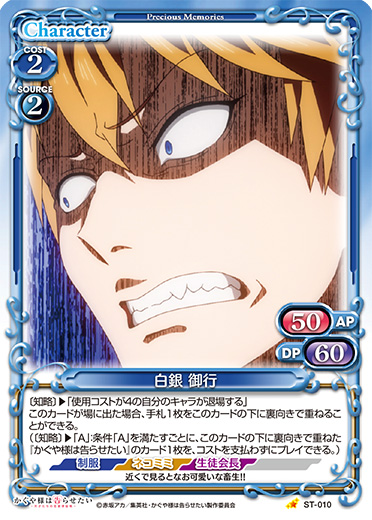 Precious Memories
Character
COST
2
SOURCE
2
50 AP
DP 60
白銀 御行
〔知略〕▶「使用コストが4の自分のキャラが退場する」
このカードが場に出た場合、手札1枚をこのカードの下に裏向きで重ねるこ
とができる。
(〔知略〕▶「A」:条件「A」を満たすごとに、このカードの下に裏向きで重ねた
「かぐや様は告らせたい」のカード1枚を、コストを支払わずにプレイできる。)
制服 ネコミミ 生徒会長
近くで見るとなおお可愛いな畜生!!
かぐや様は告らせたい
©赤坂アカ/集英社・かぐや様は告らせたい製作委員会
ST-010